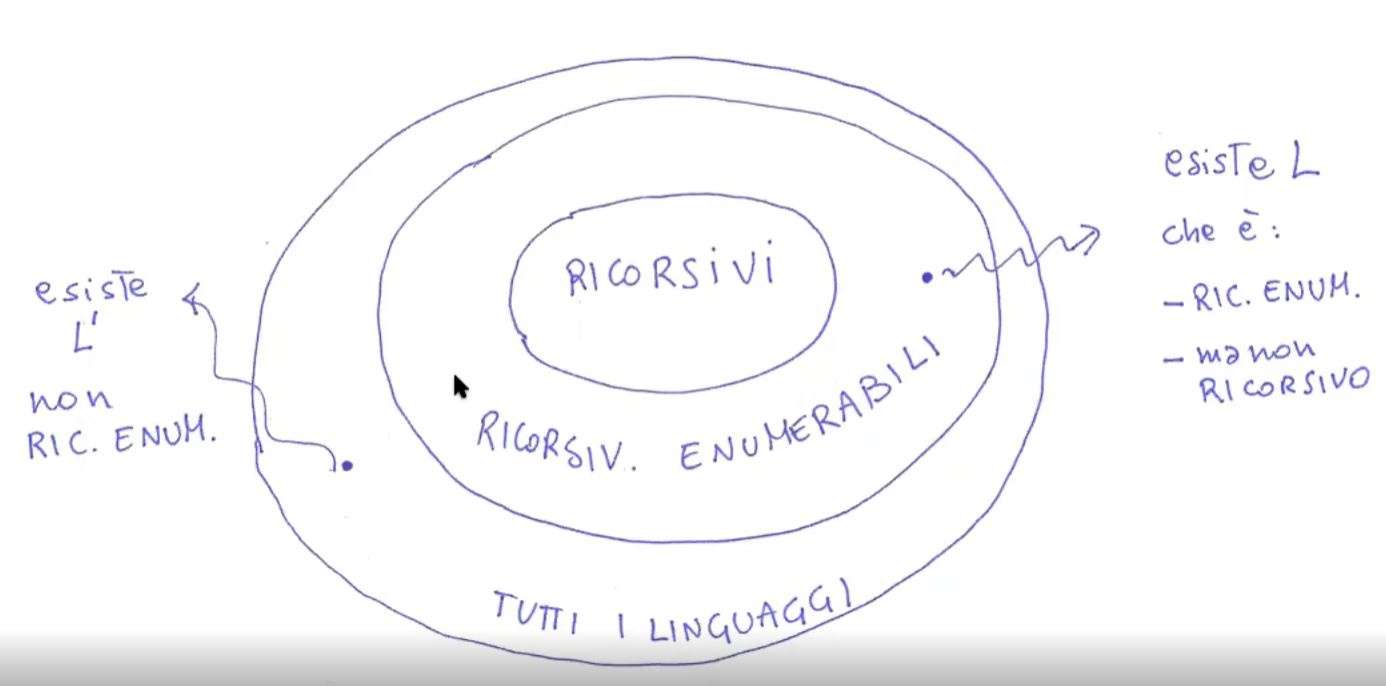 esiste L
che è:
- RIC. ENUM.
- ma non
RICORSIVO
RICORSIVI
esiste
L'
non
RIC. ENUM.
RICORSIV. ENUMERABILI
TUTTI I LINGUAGGI